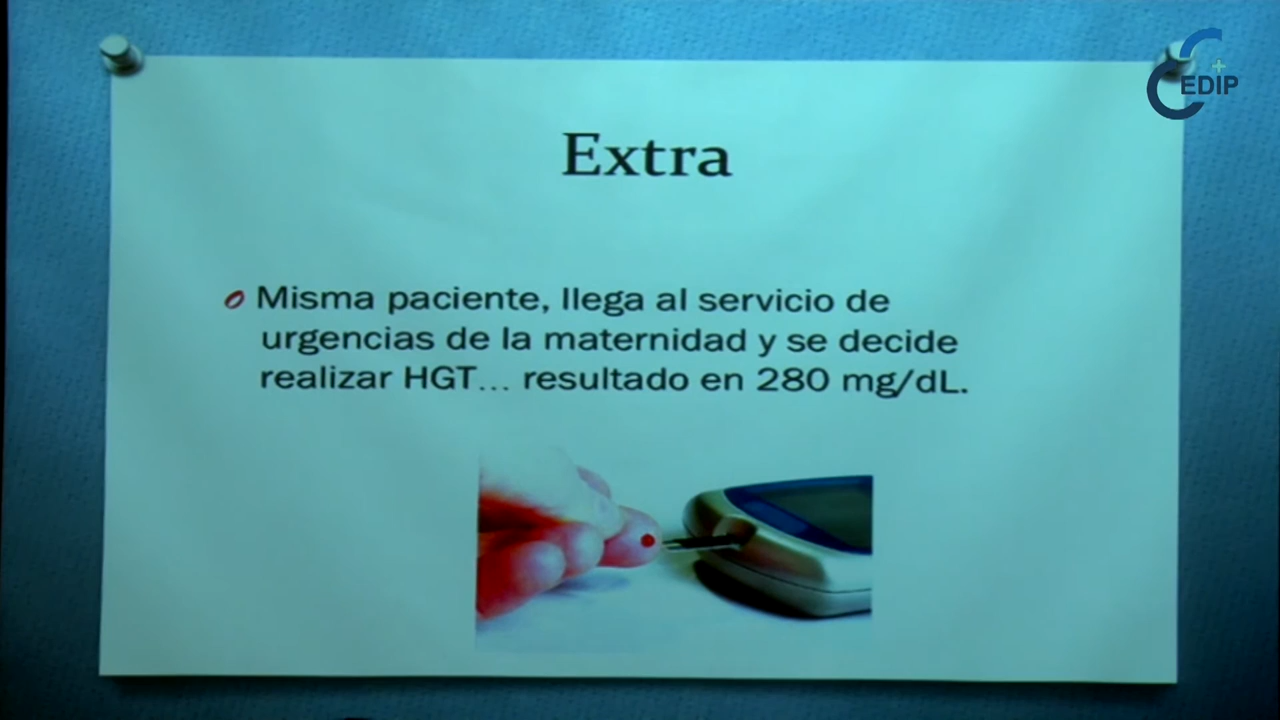 CEDIP
Extra
Misma paciente, llega al servicio de
urgencias de la maternidad y se decide
realizar HGT... resultado en 280 mg/dL.